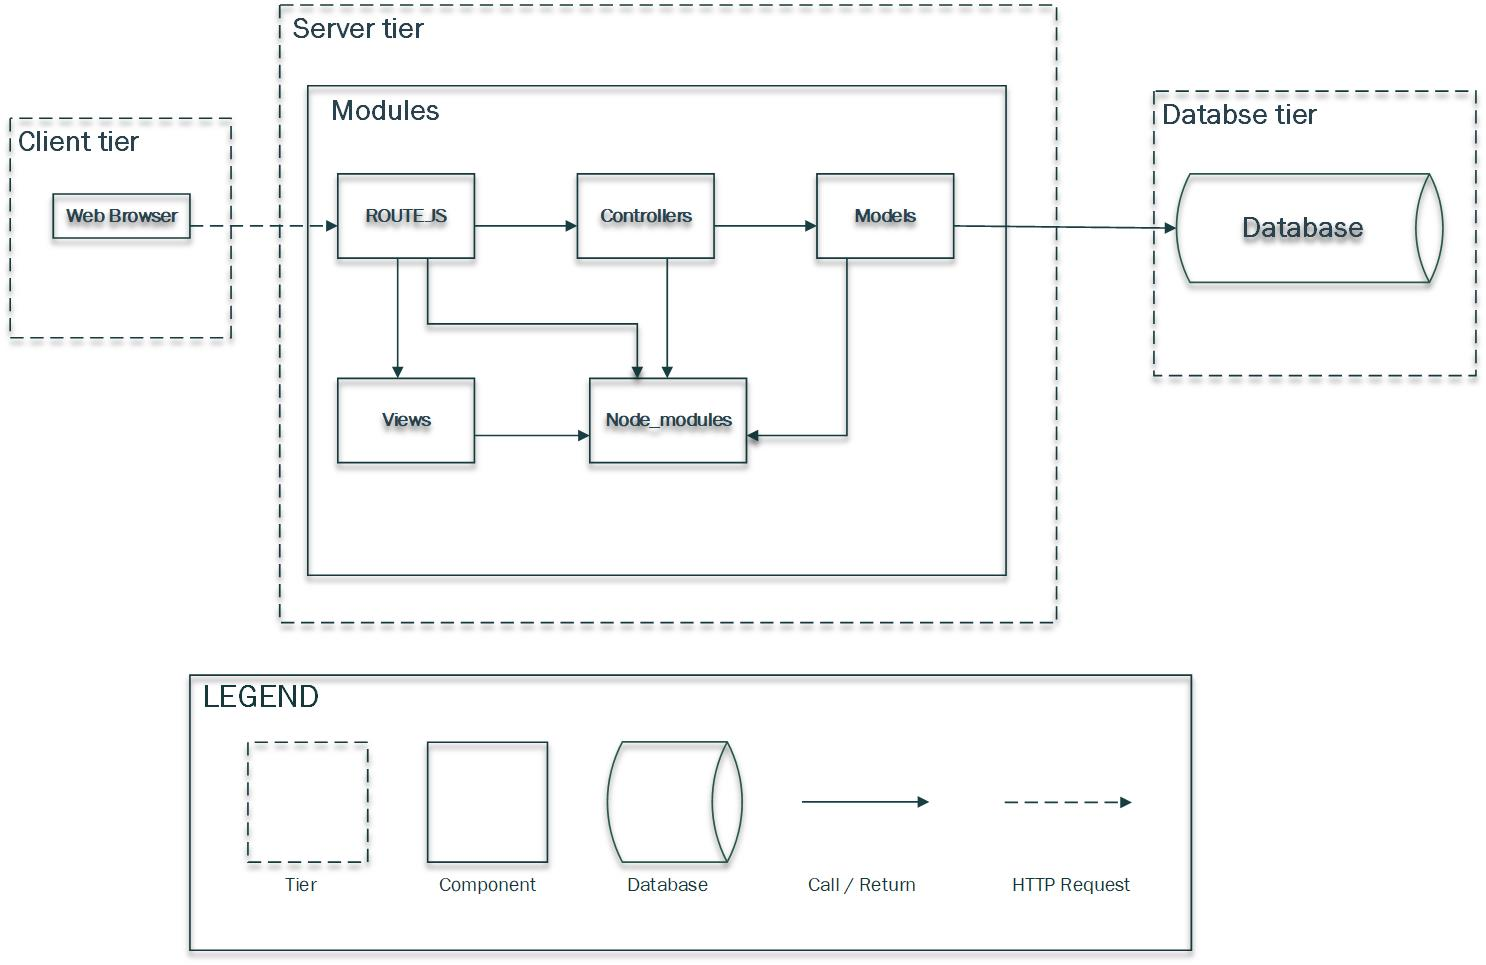 Server tier
Modules
Client tier
Databse tier
Web Browser
ROUTE.JS
Controllers
Models
Database
Views
Node_modules
LEGEND
Tier
Component
Database
Call / Return
HTTP Request